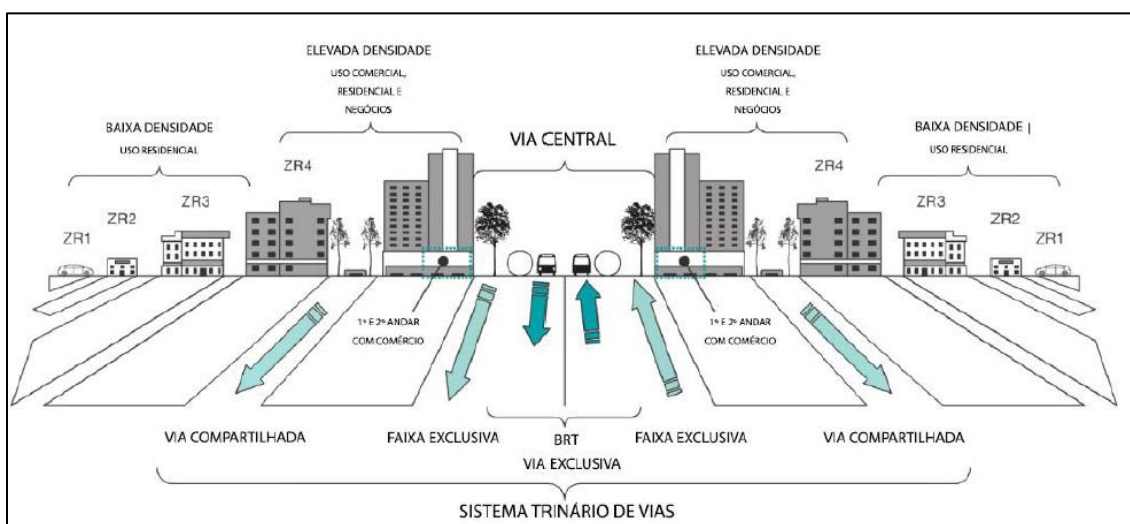 ELEVADA DENSIDADE
USO COMERCIAL,
RESIDENCIAL E
NEGÓCIOS
ELEVADA DENSIDADE
USO COMERCIAL,
RESIDENCIAL E
NEGÓCIOS
BAIXA DENSIDADE
USO RESIDENCIAL
VIA CENTRAL
BAIXA DENSIDADE |
USO RESIDENCIAL
ZR4
ZR4
ZR3
ZR3
ZR2
ZR2
ZR1
ZR1
1º E 2º ANDAR
COM COMÉRCIO
1º E 2º ANDAR
COM COMÉRCIO
VIA COMPARTILHADA
FAIXA EXCLUSIVA
BRT
VIA EXCLUSIVA
FAIXA EXCLUSIVA
VIA COMPARTILHADA
SISTEMA TRINÁRIO DE VIAS